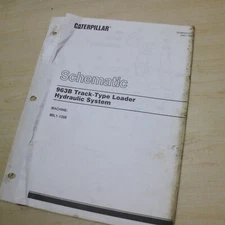 CATERPILLAR
Schematic
963B Track-Type Loader
Hydraulic System